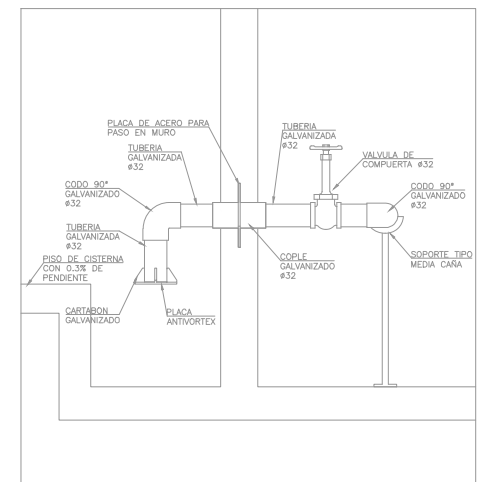 PLACA DE ACERO PARA
PASO EN MURO
TUBERIA
GALVANIZADA
ø32
TUBERIA
GALVANIZADA
ø32
VALVULA DE
COMPUERTA ø32
CODO 90°
GALVANIZADO
ø32
CODO 90°
GALVANIZADO
ø32
TUBERIA
GALVANIZADA
ø32
PISO DE CISTERNA
CON 0.3% DE
PENDIENTE
COPLE
GALVANIZADO
ø32
SOPORTE TIPO
MEDIA CAÑA
CARTABON
GALVANIZADO
PLACA
ANTIVORTEX